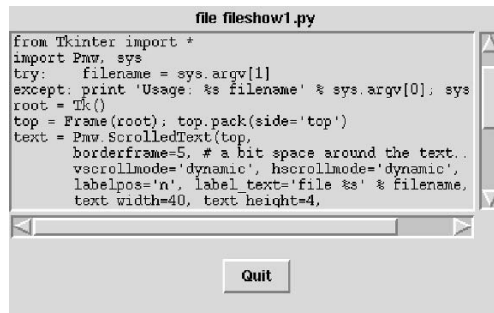 file fileshow1.py
from Tkinter import *
import Pmw, sys
try:    filename = sys.argv[1]
except: print 'Usage: %s filename' % sys.argv[0]; sys
root = Tk()
top = Frame(root); top.pack(side='top')
text = Pmw.ScrolledText(top,
       borderframe=5, # a bit space around the text..
       vscrollmode='dynamic', hscrollmode='dynamic',
       labelpos='n', label_text='file %s' % filename,
       text_width=40, text_height=4,
Quit